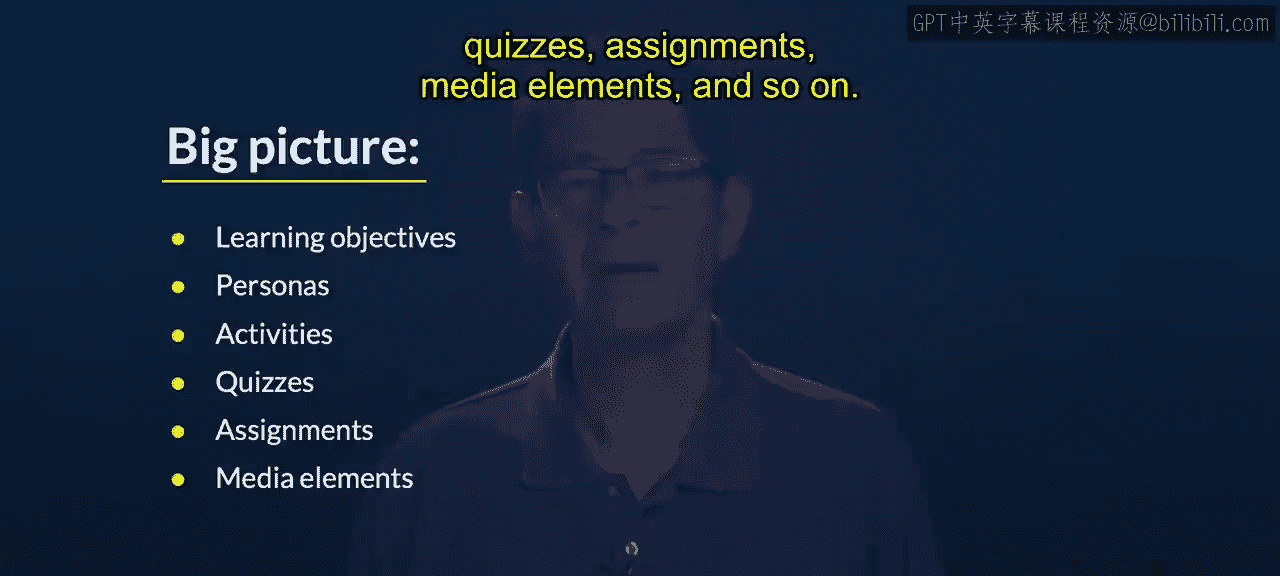 GPT中英字幕课程资源@bilibili.com
quizzes, assignments,
media elements, and so on.
Big picture:
Learning objectives
Personas
Activities
Quizzes
Assignments
Media elements